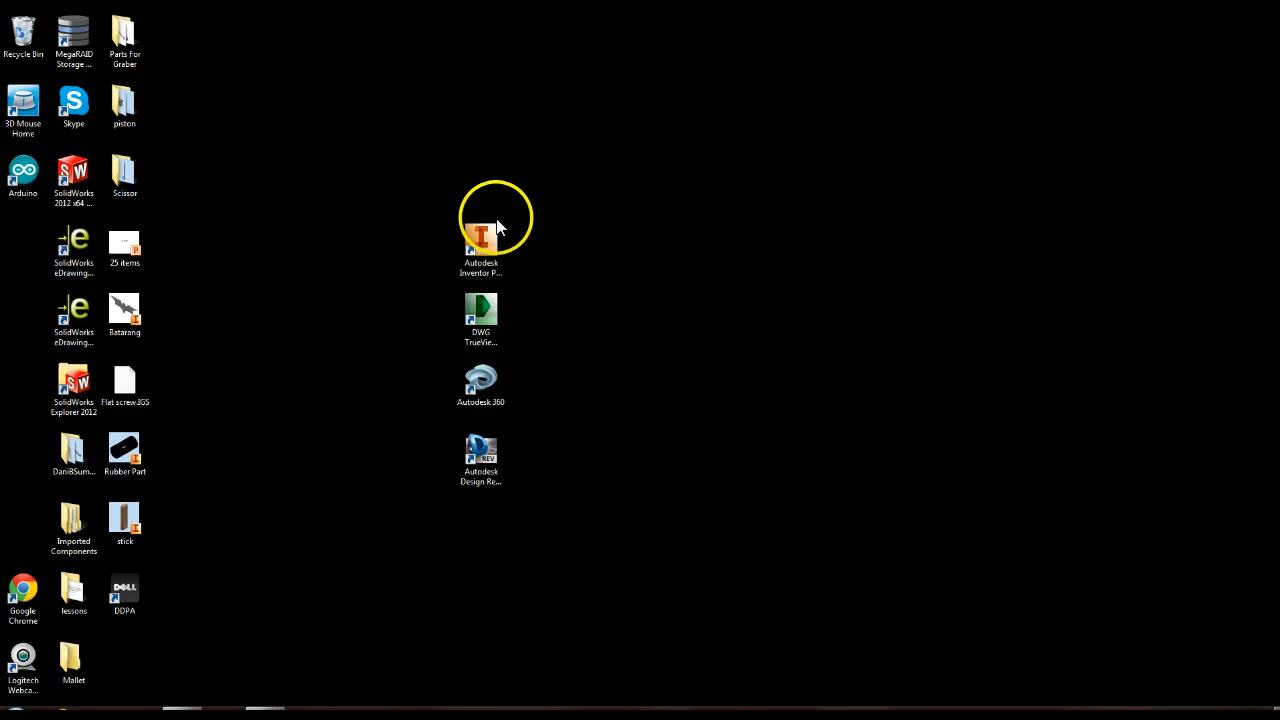 Recycle Bin
MegaRAID
Storage ...
Parts For
Graber
3D Mouse
Home
Skype
piston
Arduino
SolidWorks
2012 x64 ...
Scissor
SolidWorks
eDrawing...
25 items
Autodesk
Inventor P...
SolidWorks
eDrawing...
Batarang
DWG
TrueVie...
SolidWorks
Explorer 2012
Flat screw.IGS
Autodesk 360
DaniBSum...
Rubber Part
REV
Autodesk
Design Re...
Imported
Components
stick
Google
Chrome
lessons
DELL
DDPA
Logitech
Webca...
Mallet